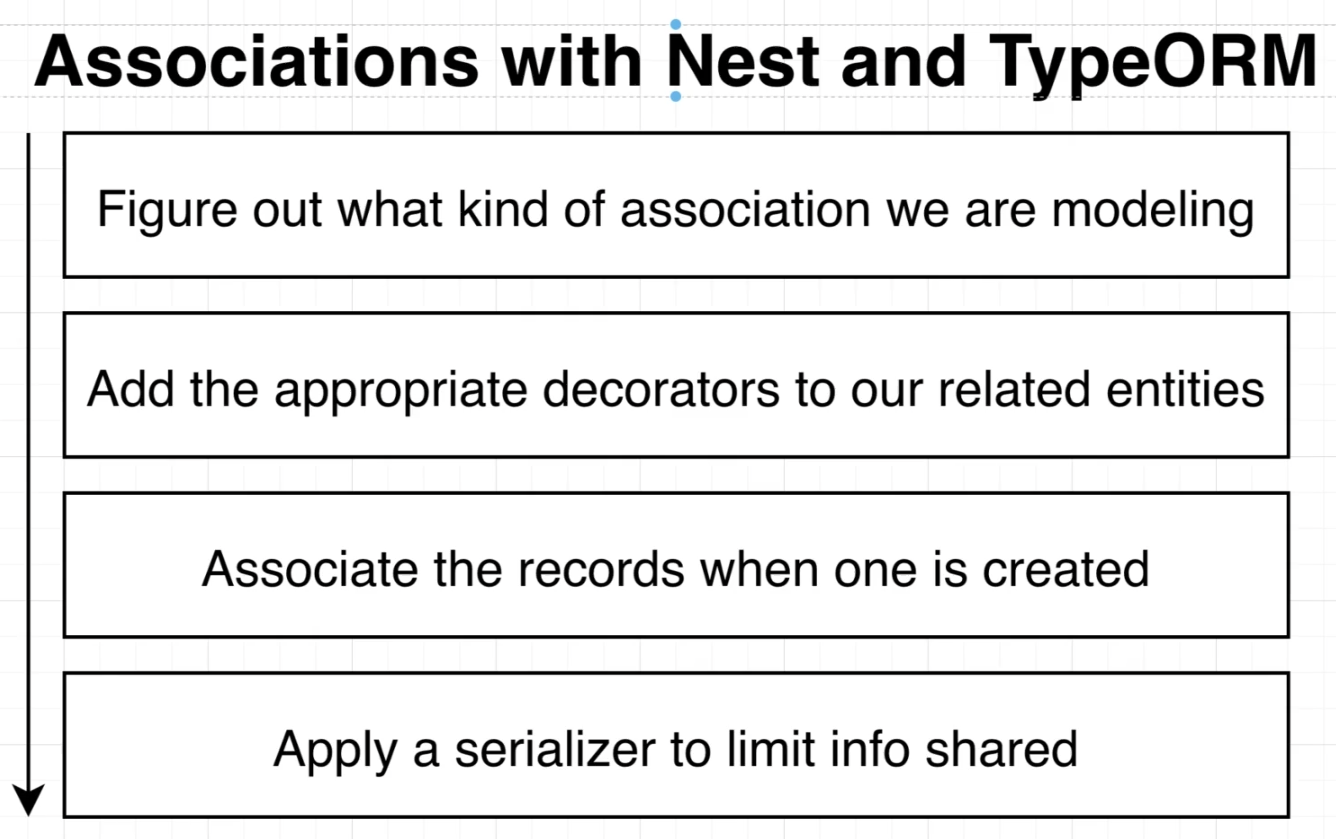 Associations with Nest and TypeORM
Figure out what kind of association we are modeling
Add the appropriate decorators to our related entities
Associate the records when one is created
Apply a serializer to limit info shared